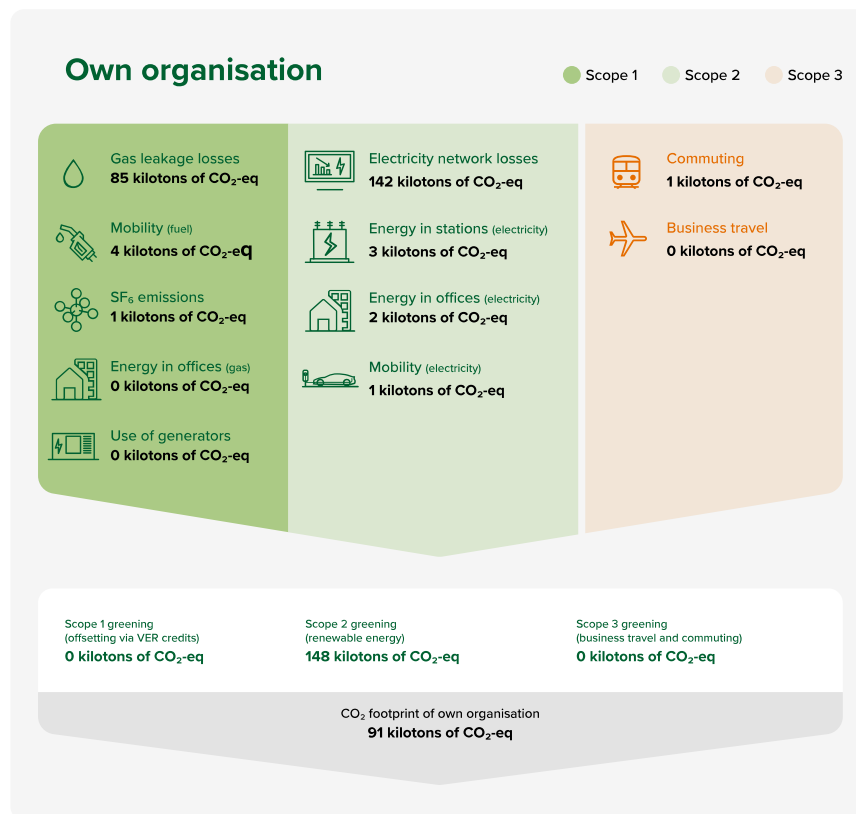 Own organisation
Scope 1
Scope 2
Scope 3
Gas leakage losses
85 kilotons of CO₂-eq
Mobility (fuel)
4 kilotons of CO₂-eq
SF₆ emissions
1 kilotons of CO₂-eq
Energy in offices (gas)
0 kilotons of CO₂-eq
Use of generators
0 kilotons of CO₂-eq
Electricity network losses
142 kilotons of CO₂-eq
Energy in stations (electricity)
3 kilotons of CO₂-eq
Energy in offices (electricity)
2 kilotons of CO₂-eq
Mobility (electricity)
1 kilotons of CO₂-eq
Commuting
1 kilotons of CO₂-eq
Business travel
0 kilotons of CO₂-eq
Scope 1 greening
(offsetting via VER credits)
0 kilotons of CO₂-eq
Scope 2 greening
(renewable energy)
148 kilotons of CO₂-eq
Scope 3 greening
(business travel and commuting)
0 kilotons of CO₂-eq
CO₂ footprint of own organisation
91 kilotons of CO₂-eq